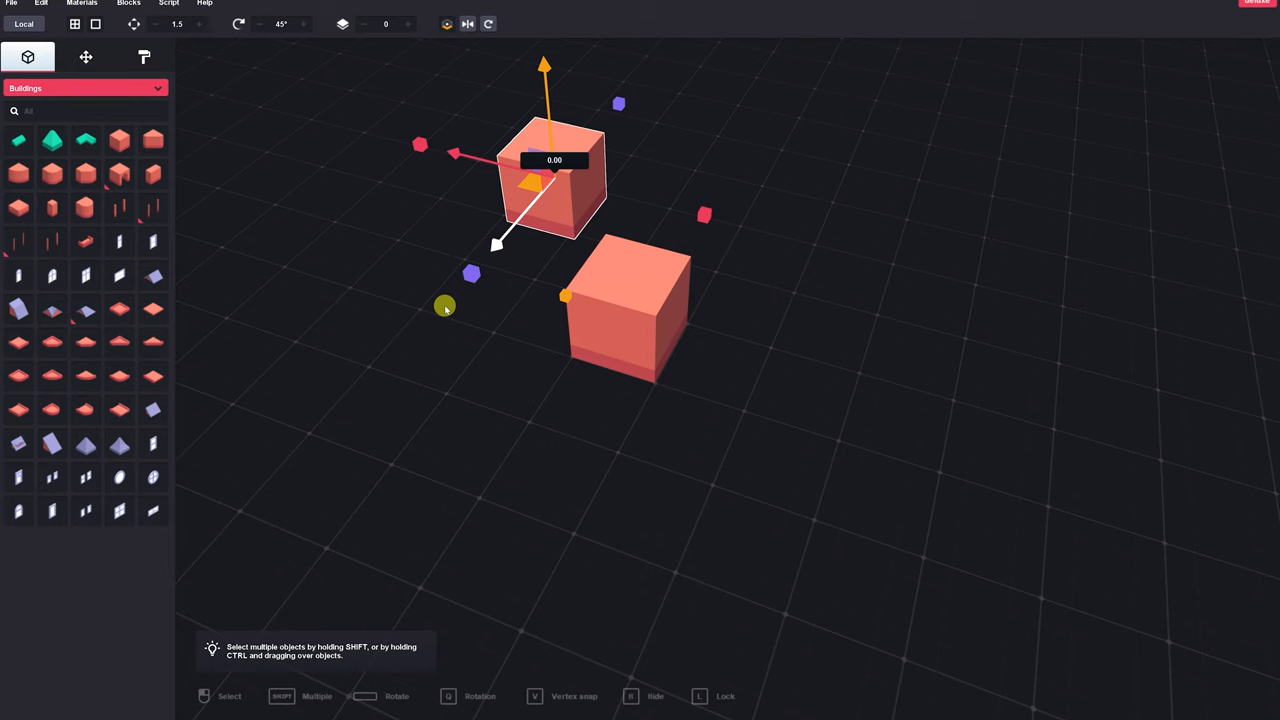 File Edit Materials Blocks Script Help deluxe
Local 1.5 45° 0
Buildings
All
0.00
Select multiple objects by holding SHIFT, or by holding
CTRL and dragging over objects.
Select SHIFT Multiple Rotate Q Rotation V Vertex snap H Hide L Lock